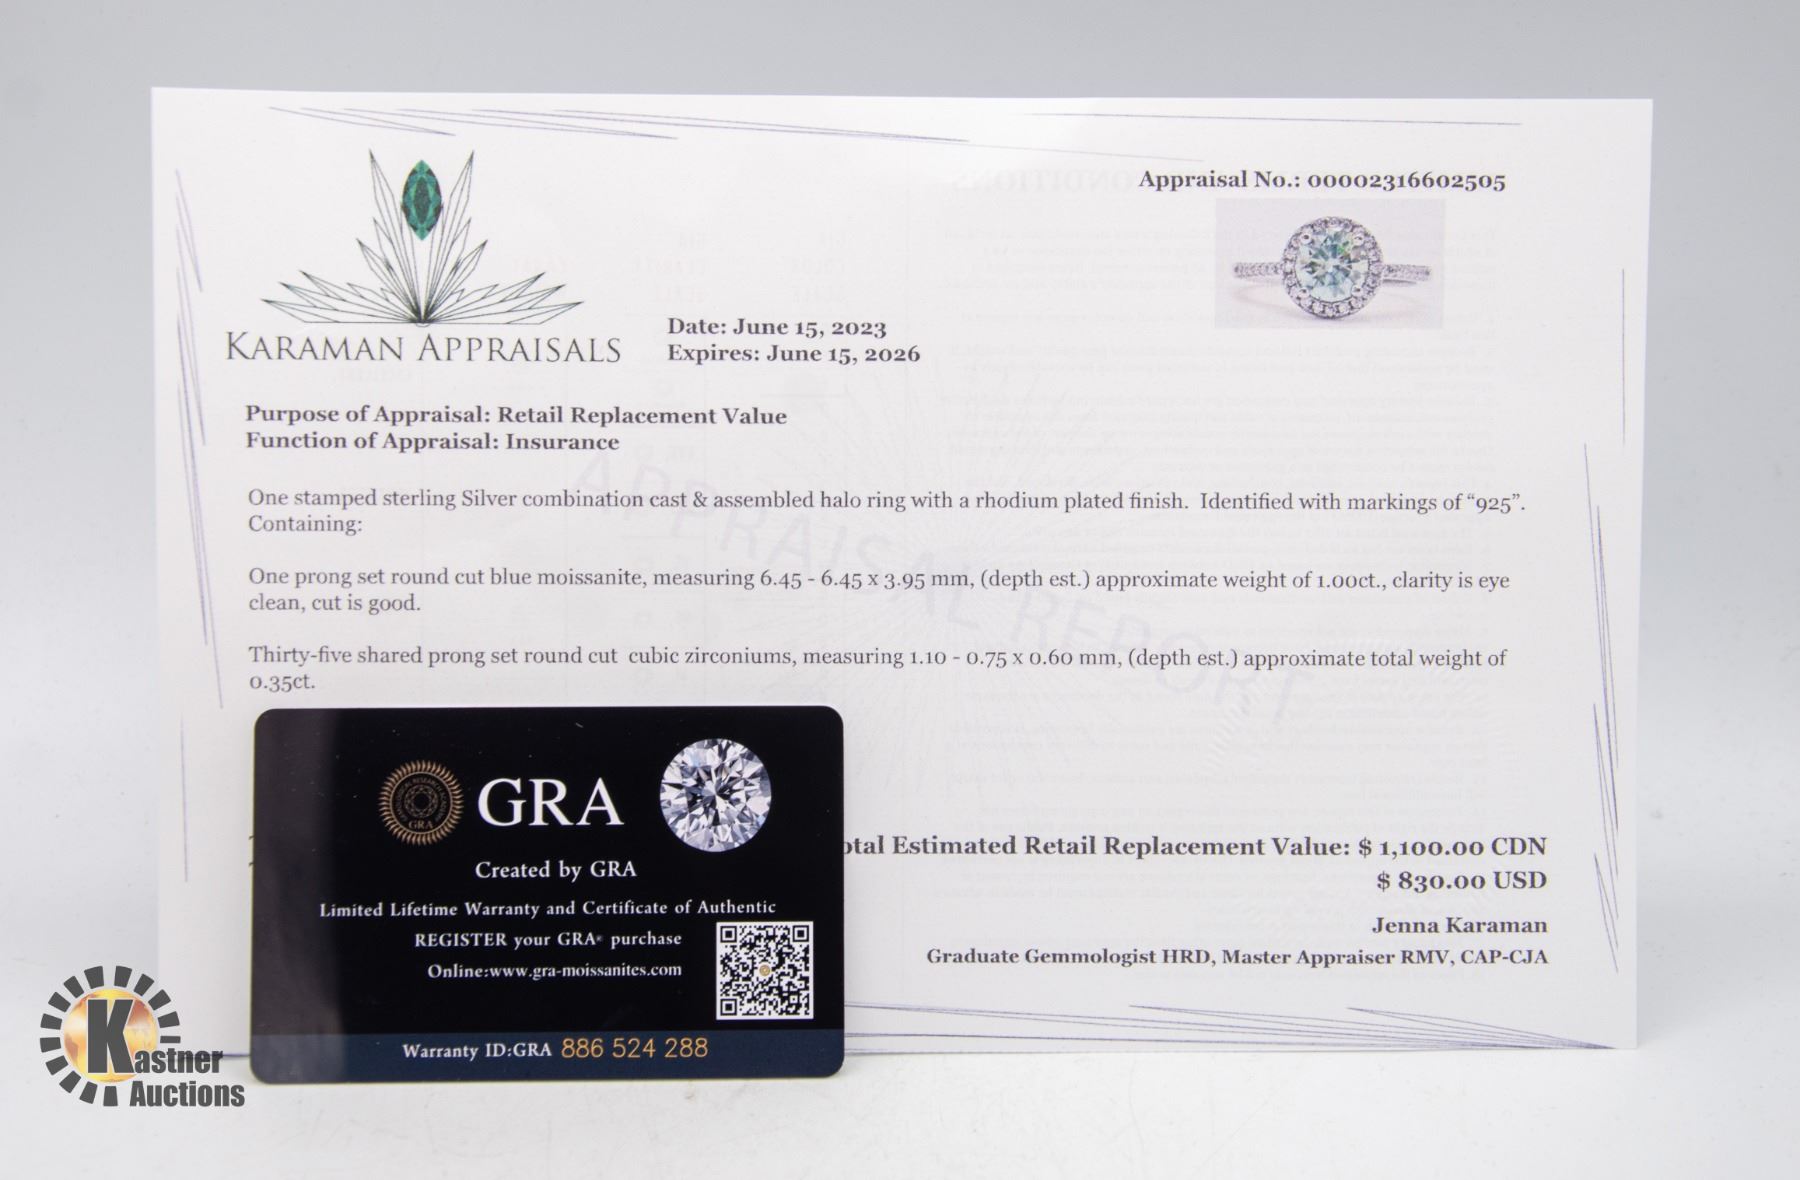 Appraisal No.: 00002316602505
KARAMAN APPRAISALS
Date: June 15, 2023
Expires: June 15, 2026
Purpose of Appraisal: Retail Replacement Value
Function of Appraisal: Insurance
One stamped sterling Silver combination cast & assembled halo ring with a rhodium plated finish.  Identified with markings of “925”.
Containing:
One prong set round cut blue moissanite, measuring 6.45 - 6.45 x 3.95 mm, (depth est.) approximate weight of 1.00ct., clarity is eye
clean, cut is good.
Thirty-five shared prong set round cut  cubic zirconiums, measuring 1.10 - 0.75 x 0.60 mm, (depth est.) approximate total weight of
0.35ct.
APPRAISAL REPORT
otal Estimated Retail Replacement Value: $ 1,100.00 CDN
$ 830.00 USD
Jenna Karaman
Graduate Gemmologist HRD, Master Appraiser RMV, CAP-CJA
GRA
GRA
Created by GRA
Limited Lifetime Warranty and Certificate of Authentic
REGISTER your GRA® purchase
Online:www.gra-moissanites.com
Warranty ID:GRA 886 524 288
Kastner
Auctions